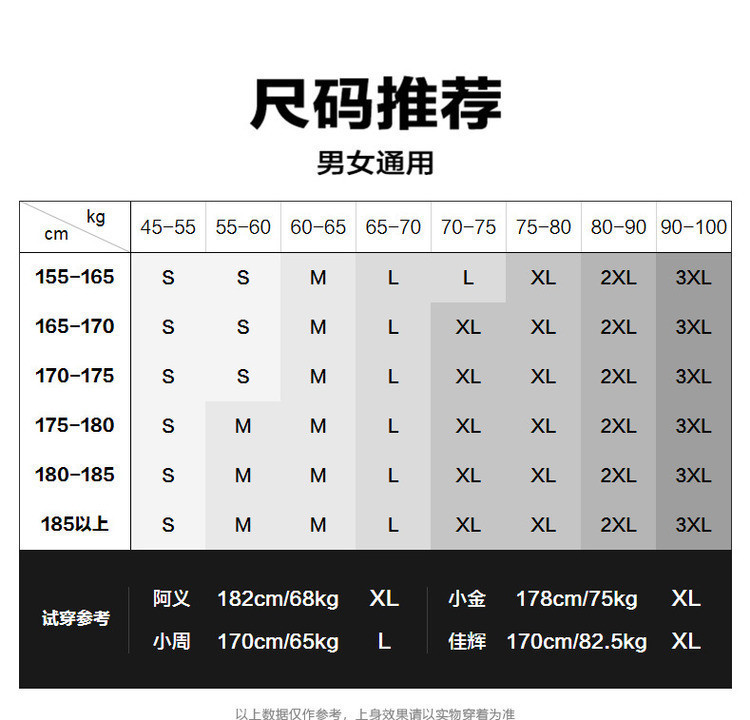 尺码推荐
男女通用
kg
cm 45-55 55-60 60-65 65-70 70-75 75-80 80-90 90-100
155-165 S S M L L XL 2XL 3XL
165-170 S S M L XL XL 2XL 3XL
170-175 S S M L XL XL 2XL 3XL
175-180 S M M L XL XL 2XL 3XL
180-185 S M M L XL XL 2XL 3XL
185以上 S M M L XL XL 2XL 3XL
试穿参考
阿义 182cm/68kg XL 小金 178cm/75kg XL
小周 170cm/65kg L 佳辉 170cm/82.5kg XL
以上数据仅作参考，上身效果请以实物穿着为准